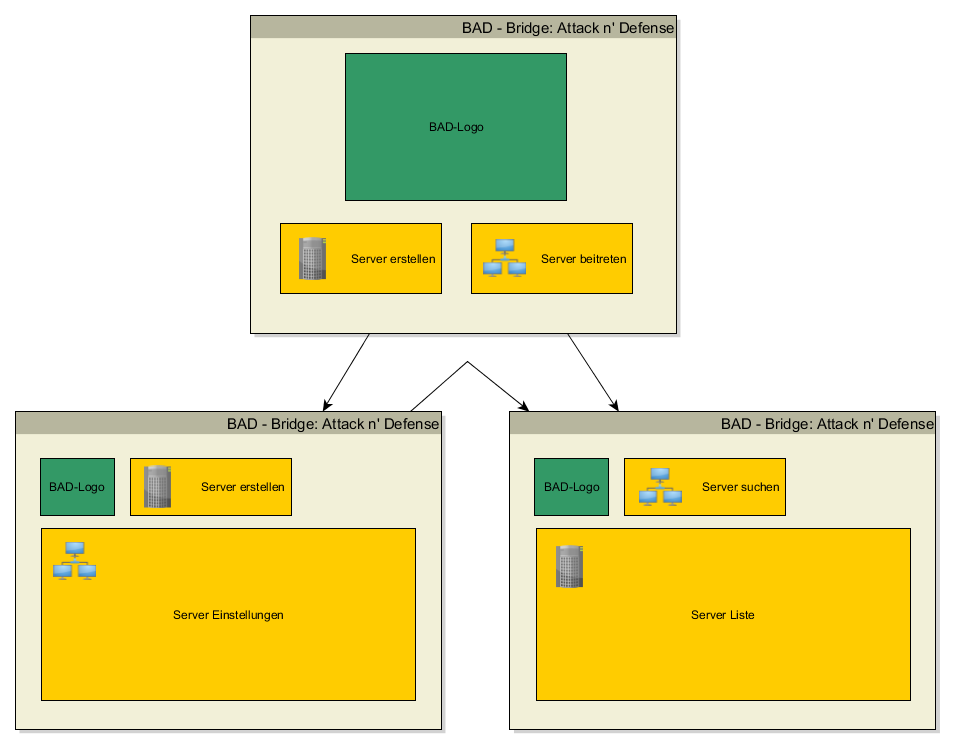 BAD - Bridge: Attack n' Defense
BAD-Logo
Server erstellen
Server beitreten
BAD - Bridge: Attack n' Defense
BAD-Logo
Server erstellen
Server Einstellungen
BAD - Bridge: Attack n' Defense
BAD-Logo
Server suchen
Server Liste